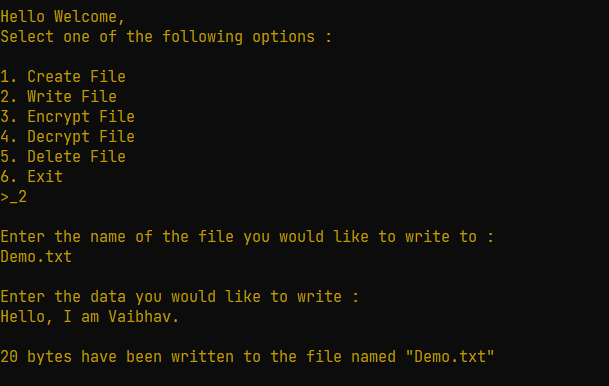 Hello Welcome,
Select one of the following options :
1. Create File
2. Write File
3. Encrypt File
4. Decrypt File
5. Delete File
6. Exit
>_2
Enter the name of the file you would like to write to :
Demo.txt
Enter the data you would like to write :
Hello, I am Vaibhav.
20 bytes have been written to the file named "Demo.txt"